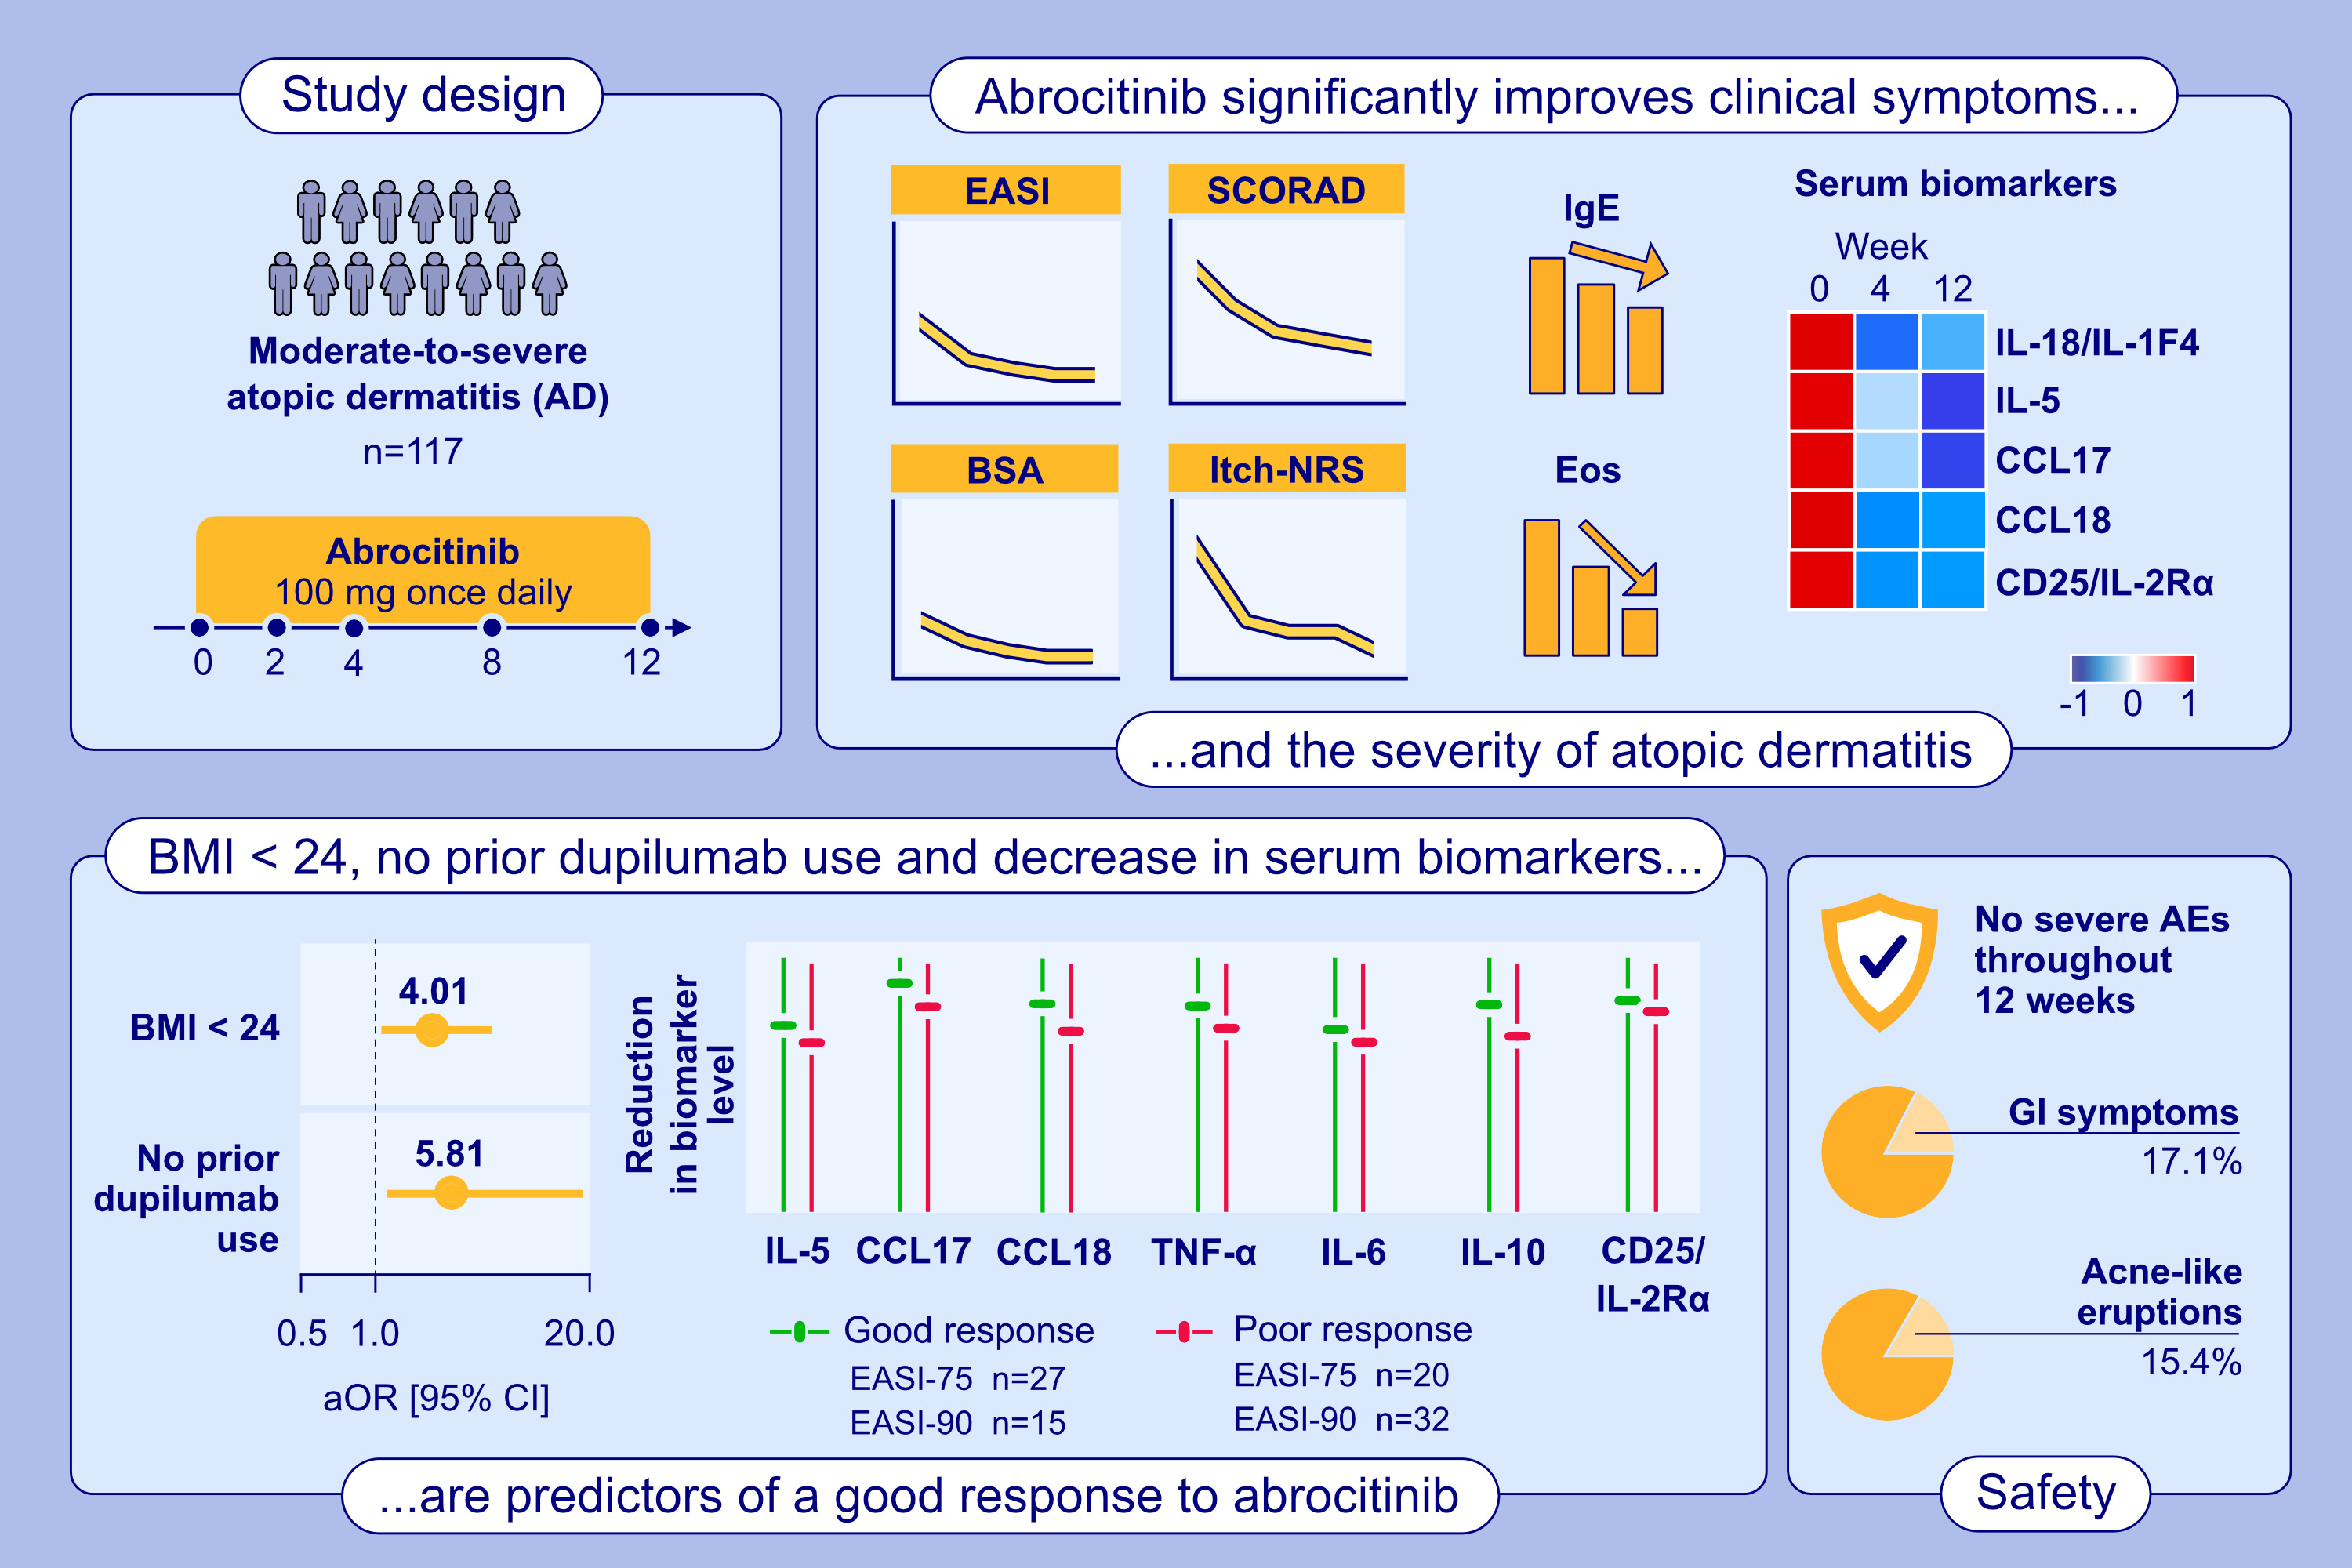 Study design
Moderate-to-severe
atopic dermatitis (AD)
n=117
Abrocitinib
100 mg once daily
0 2 4 8 12
Abrocitinib significantly improves clinical symptoms...
EASI
SCORAD
BSA
Itch-NRS
IgE
Eos
Serum biomarkers
Week
0 4 12
IL-18/IL-1F4
IL-5
CCL17
CCL18
CD25/IL-2Rα
-1 0 1
...and the severity of atopic dermatitis
BMI < 24, no prior dupilumab use and decrease in serum biomarkers...
BMI < 24
4.01
No prior
dupilumab
use
5.81
0.5 1.0 20.0
aOR [95% CI]
Reduction
in biomarker
level
IL-5 CCL17 CCL18 TNF-α IL-6 IL-10 CD25/
IL-2Rα
Good response
EASI-75 n=27
EASI-90 n=15
Poor response
EASI-75 n=20
EASI-90 n=32
...are predictors of a good response to abrocitinib
No severe AEs
throughout
12 weeks
GI symptoms
17.1%
Acne-like
eruptions
15.4%
Safety